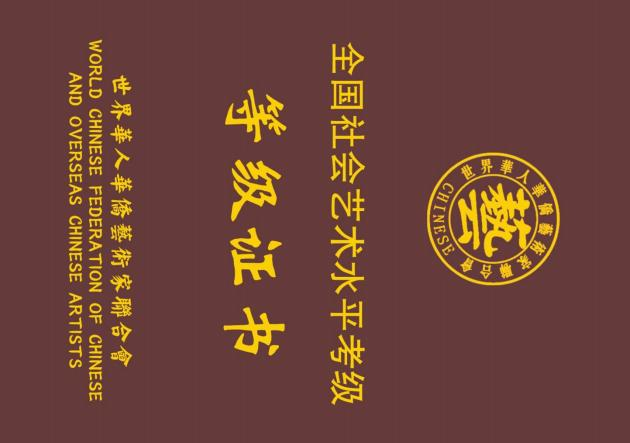 世界華人華僑藝術家聯合會
CHINESE
藝
全国社会艺术水平考级
等级证书
世界華人華僑藝術家聯合會
WORLD CHINESE FEDERATION OF CHINESE
AND OVERSEAS CHINESE ARTISTS